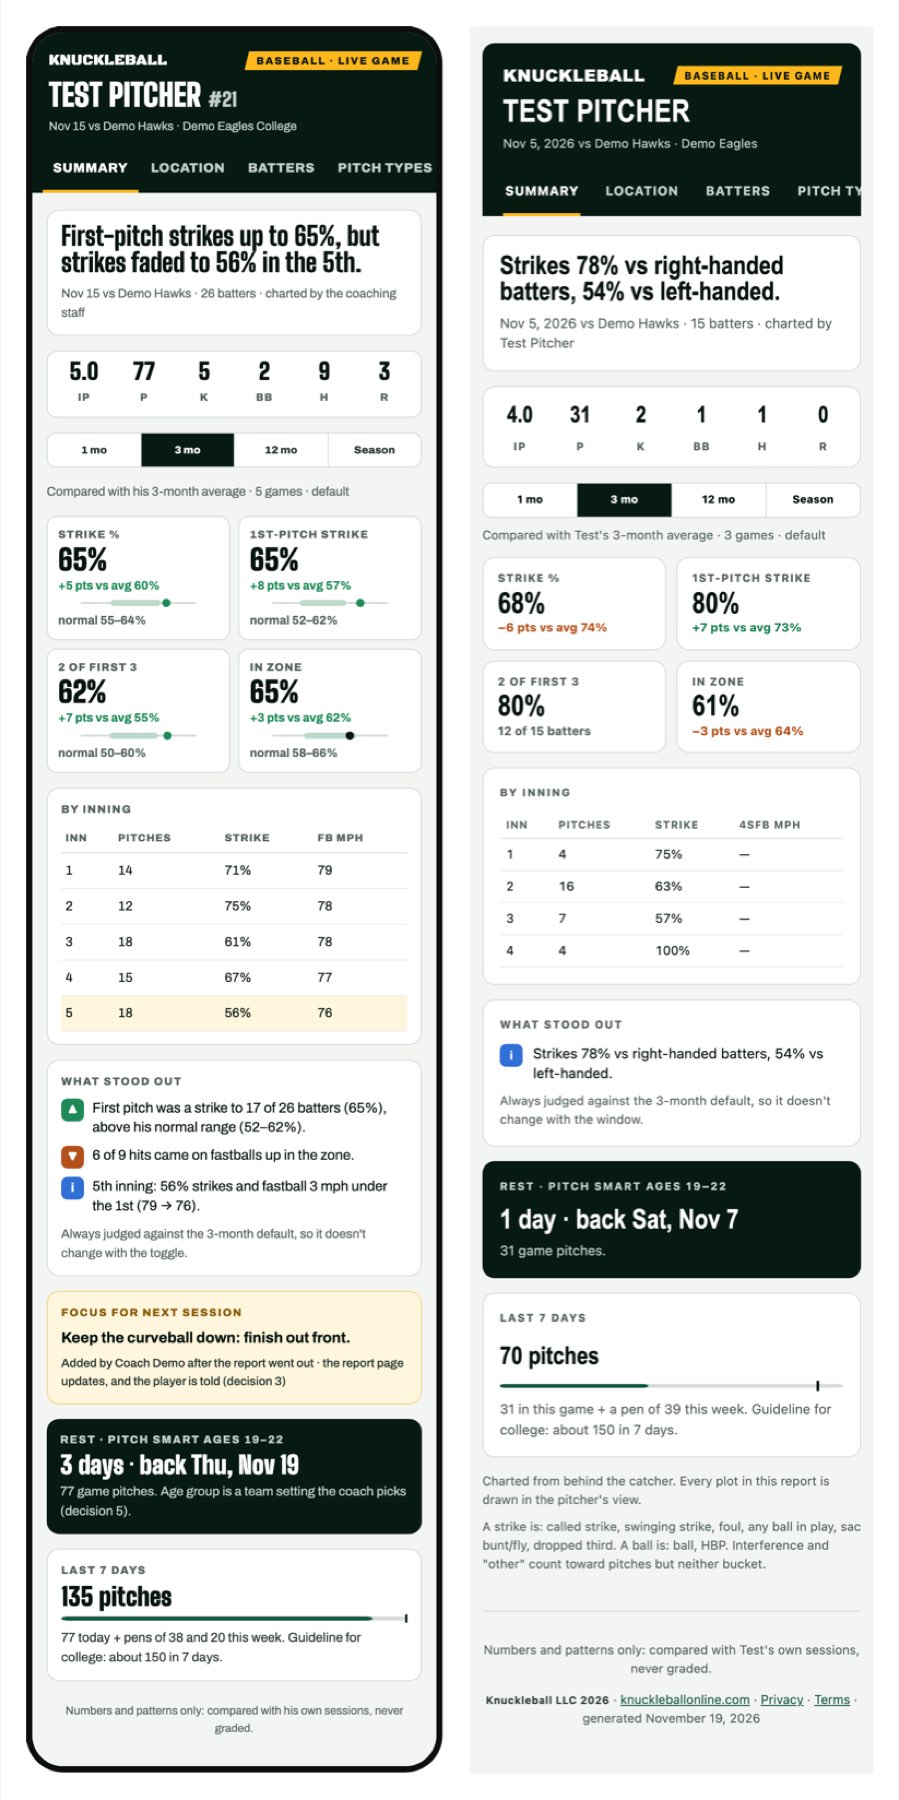 KNUCKLEBALL
BASEBALL · LIVE GAME
TEST PITCHER #21
Nov 15 vs Demo Hawks · Demo Eagles College
SUMMARY LOCATION BATTERS PITCH TYPES
First-pitch strikes up to 65%, but
strikes faded to 56% in the 5th.
Nov 15 vs Demo Hawks · 26 batters · charted by the coaching
staff
5.0 77 5 2 9 3
IP P K BB H R
1 mo 3 mo 12 mo Season
Compared with his 3-month average · 5 games · default
STRIKE %
65%
+5 pts vs avg 60%
normal 55–64%
1ST-PITCH STRIKE
65%
+8 pts vs avg 57%
normal 52–62%
2 OF FIRST 3
62%
+7 pts vs avg 55%
normal 50–60%
IN ZONE
65%
+3 pts vs avg 62%
normal 58–66%
BY INNING
INN PITCHES STRIKE FB MPH
1 14 71% 79
2 12 75% 78
3 18 61% 78
4 15 67% 77
5 18 56% 76
WHAT STOOD OUT
▲ First pitch was a strike to 17 of 26 batters (65%),
above his normal range (52–62%).
▼ 6 of 9 hits came on fastballs up in the zone.
i 5th inning: 56% strikes and fastball 3 mph under
the 1st (79 → 76).
Always judged against the 3-month default, so it doesn't
change with the toggle.
FOCUS FOR NEXT SESSION
Keep the curveball down: finish out front.
Added by Coach Demo after the report went out · the report page
updates, and the player is told (decision 3)
REST · PITCH SMART AGES 19–22
3 days · back Thu, Nov 19
77 game pitches. Age group is a team setting the coach picks
(decision 5).
LAST 7 DAYS
135 pitches
77 today + pens of 38 and 20 this week. Guideline for
college: about 150 in 7 days.
Numbers and patterns only: compared with his own sessions, never
graded.
KNUCKLEBALL
BASEBALL · LIVE GAME
TEST PITCHER
Nov 5, 2026 vs Demo Hawks · Demo Eagles
SUMMARY LOCATION BATTERS PITCH TY
Strikes 78% vs right-handed
batters, 54% vs left-handed.
Nov 5, 2026 vs Demo Hawks · 15 batters · charted by
Test Pitcher
4.0 31 2 1 1 0
IP P K BB H R
1 mo 3 mo 12 mo Season
Compared with Test's 3-month average · 3 games · default
STRIKE %
68%
−6 pts vs avg 74%
1ST-PITCH STRIKE
80%
+7 pts vs avg 73%
2 OF FIRST 3
80%
12 of 15 batters
IN ZONE
61%
−3 pts vs avg 64%
BY INNING
INN PITCHES STRIKE 4SFB MPH
1 4 75% —
2 16 63% —
3 7 57% —
4 4 100% —
WHAT STOOD OUT
i Strikes 78% vs right-handed batters, 54% vs
left-handed.
Always judged against the 3-month default, so it doesn't
change with the window.
REST · PITCH SMART AGES 19–22
1 day · back Sat, Nov 7
31 game pitches.
LAST 7 DAYS
70 pitches
31 in this game + a pen of 39 this week. Guideline for
college: about 150 in 7 days.
Charted from behind the catcher. Every plot in this report is
drawn in the pitcher's view.
A strike is: called strike, swinging strike, foul, any ball in play, sac
bunt/fly, dropped third. A ball is: ball, HBP. Interference and
"other" count toward pitches but neither bucket.
Numbers and patterns only: compared with Test's own sessions,
never graded.
Knuckleball LLC 2026 · knuckleballonline.com · Privacy · Terms ·
generated November 19, 2026